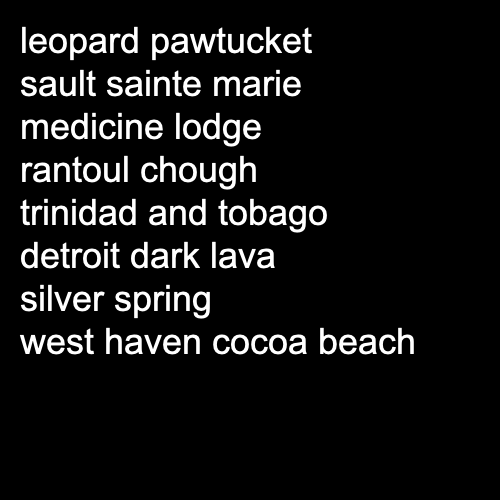 leopard pawtucket
sault sainte marie
medicine lodge
rantoul chough
trinidad and tobago
detroit dark lava
silver spring
west haven cocoa beach